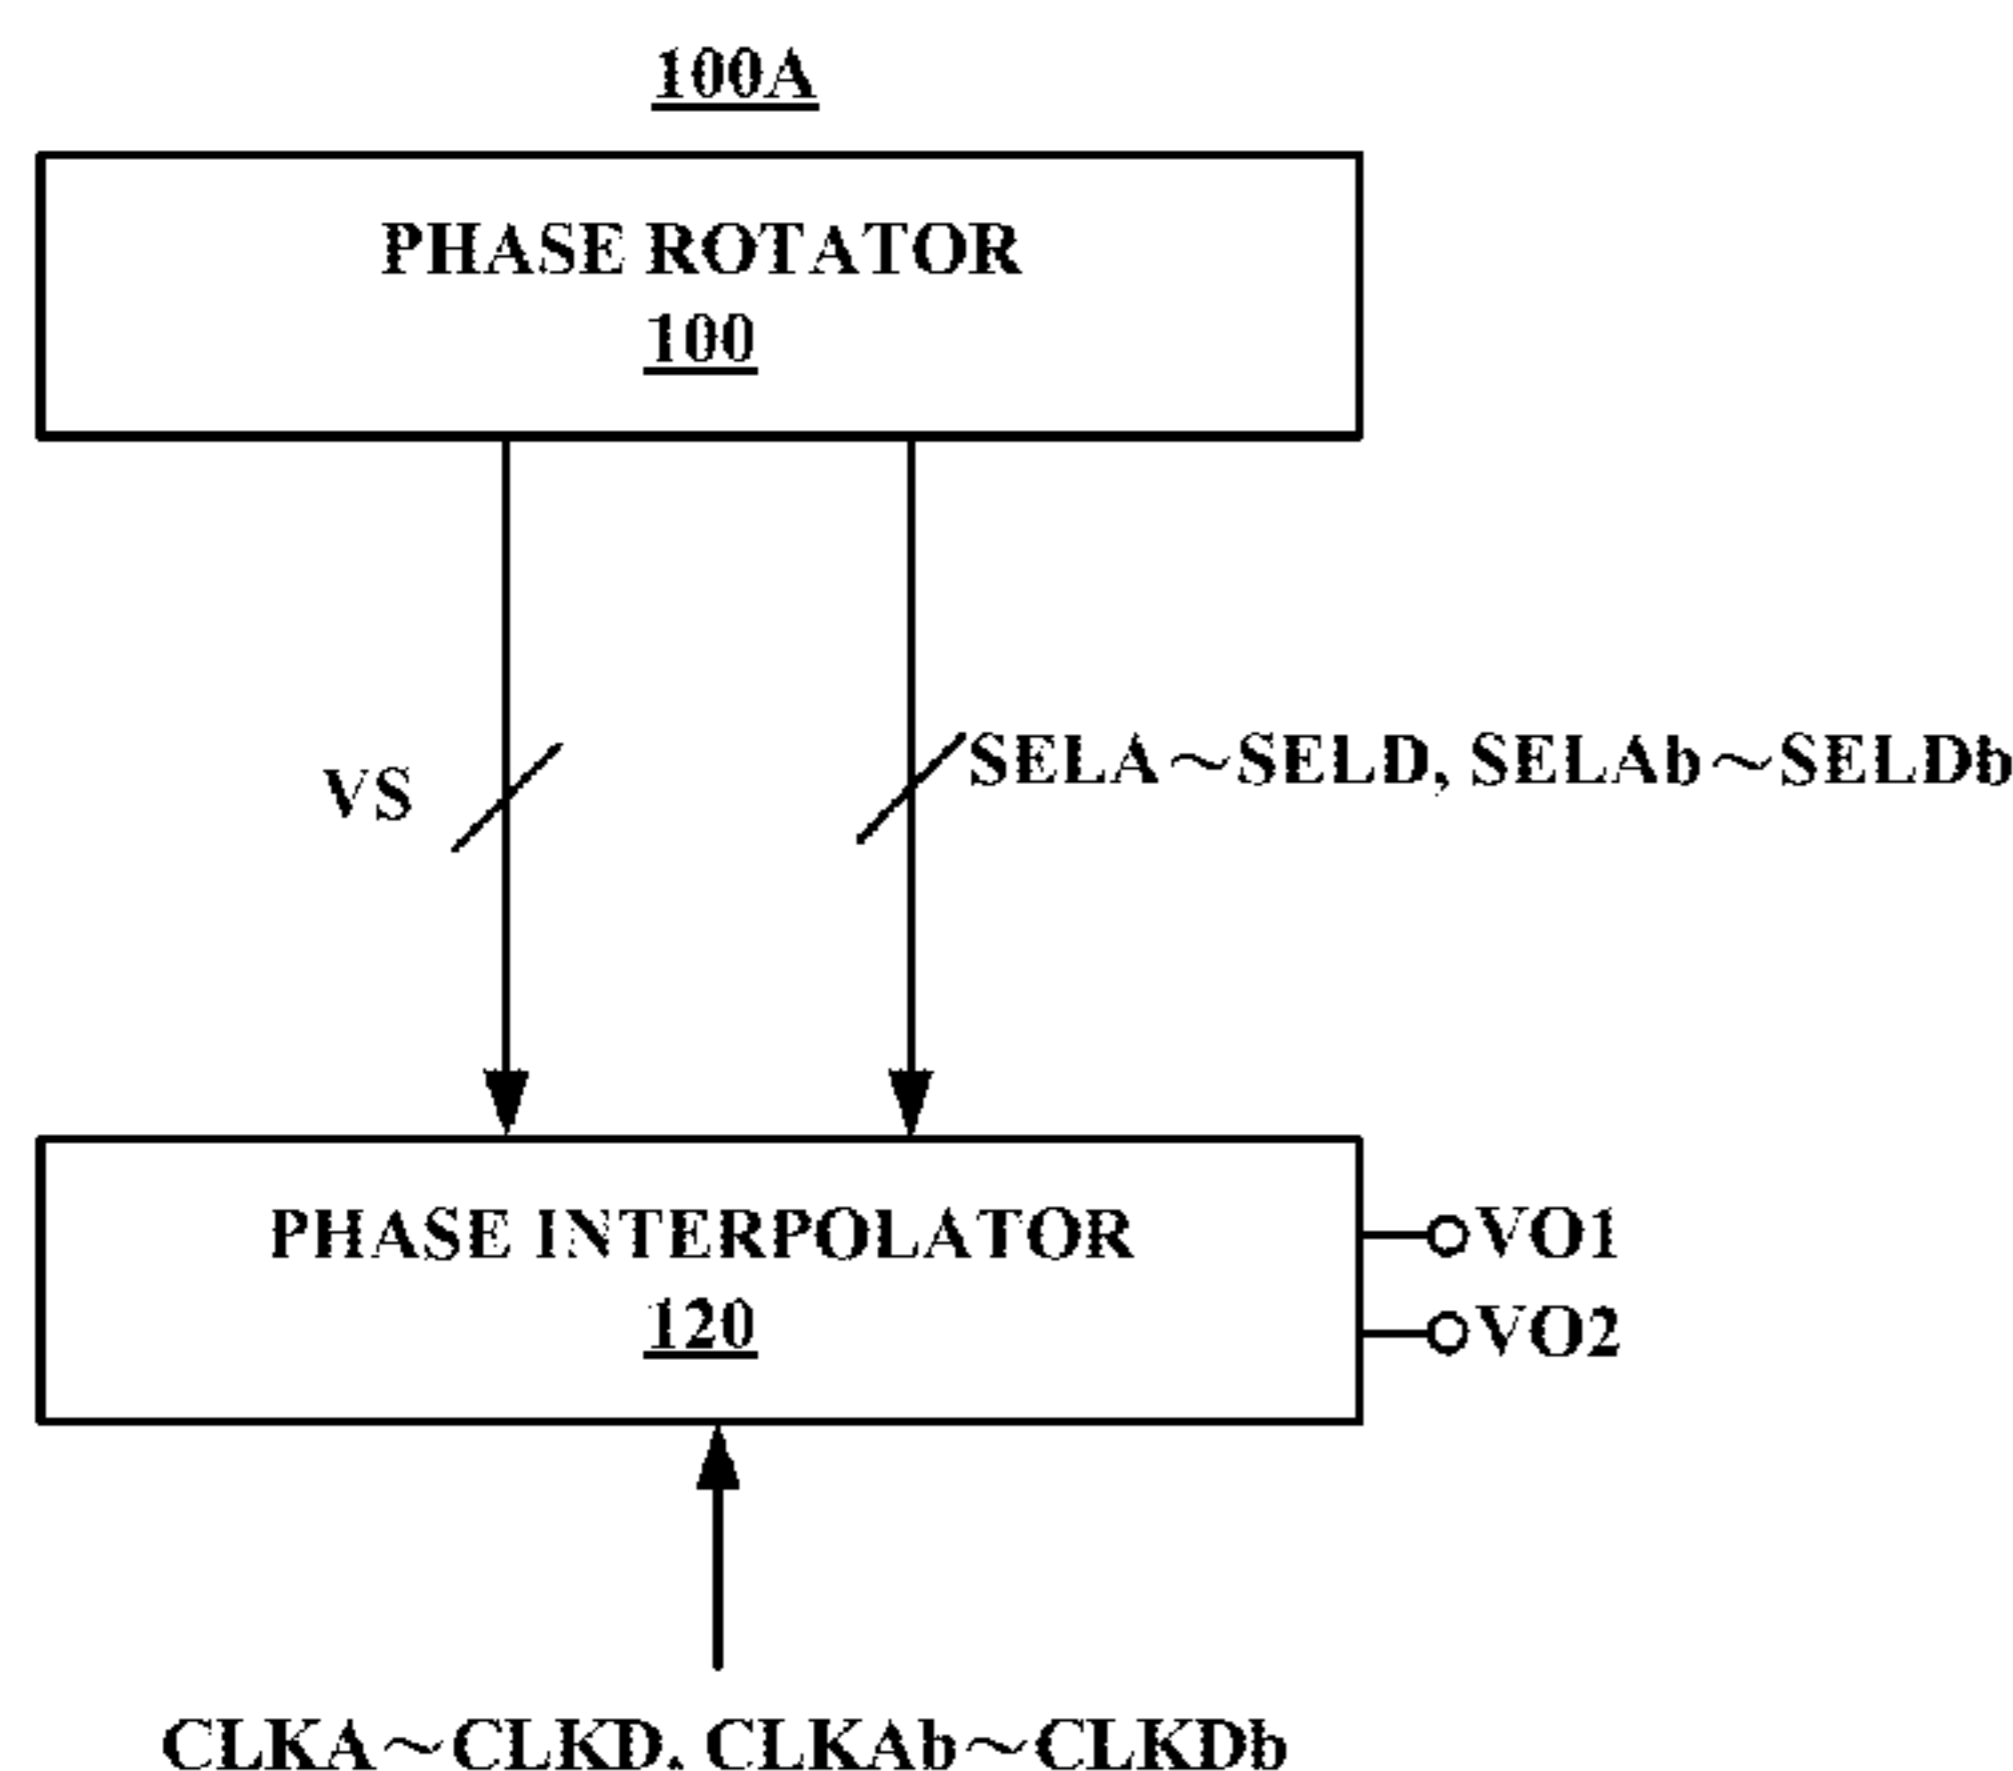 100A
PHASE ROTATOR
100
VS
SELA~SELD, SELAb~SELDb
PHASE INTERPOLATOR
120
VO1
VO2
CLKA~CLKD. CLKAb~CLKDb